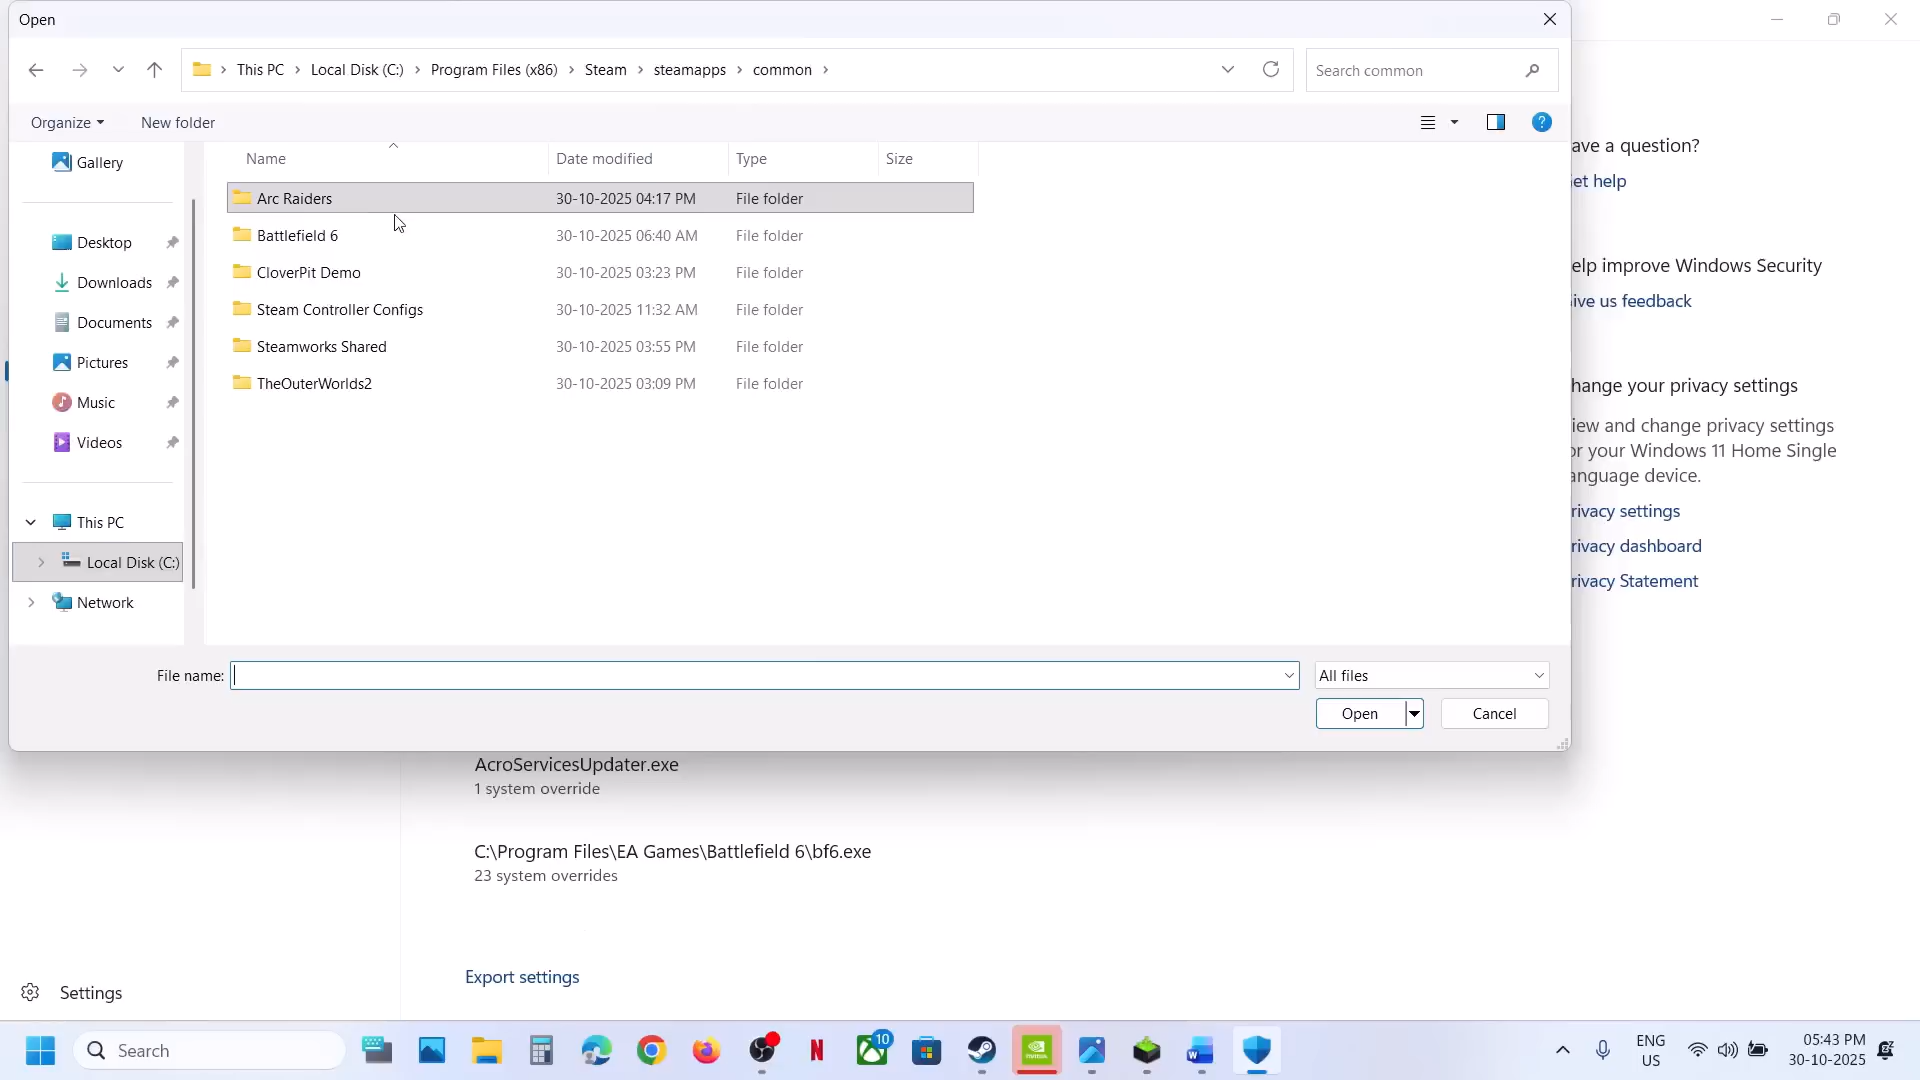 Open
This PC > Local Disk (C:) > Program Files (x86) > Steam > steamapps > common >
Search common
Organize
New folder
Name
Date modified
Type
Size
Gallery
Desktop
Downloads
Documents
Pictures
Music
Videos
This PC
Local Disk (C:)
Network
Arc Raiders 30-10-2025 04:17 PM File folder
Battlefield 6 30-10-2025 06:40 AM File folder
CloverPit Demo 30-10-2025 03:23 PM File folder
Steam Controller Configs 30-10-2025 11:32 AM File folder
Steamworks Shared 30-10-2025 03:55 PM File folder
TheOuterWorlds2 30-10-2025 03:09 PM File folder
File name:
All files
Open
Cancel
ave a question?
et help
elp improve Windows Security
ive us feedback
hange your privacy settings
iew and change privacy settings
or your Windows 11 Home Single
anguage device.
rivacy settings
rivacy dashboard
rivacy Statement
AcroServicesUpdater.exe
1 system override
C:\Program Files\EA Games\Battlefield 6\bf6.exe
23 system overrides
Export settings
Settings
Search
10
ENG
US
05:43 PM
30-10-2025